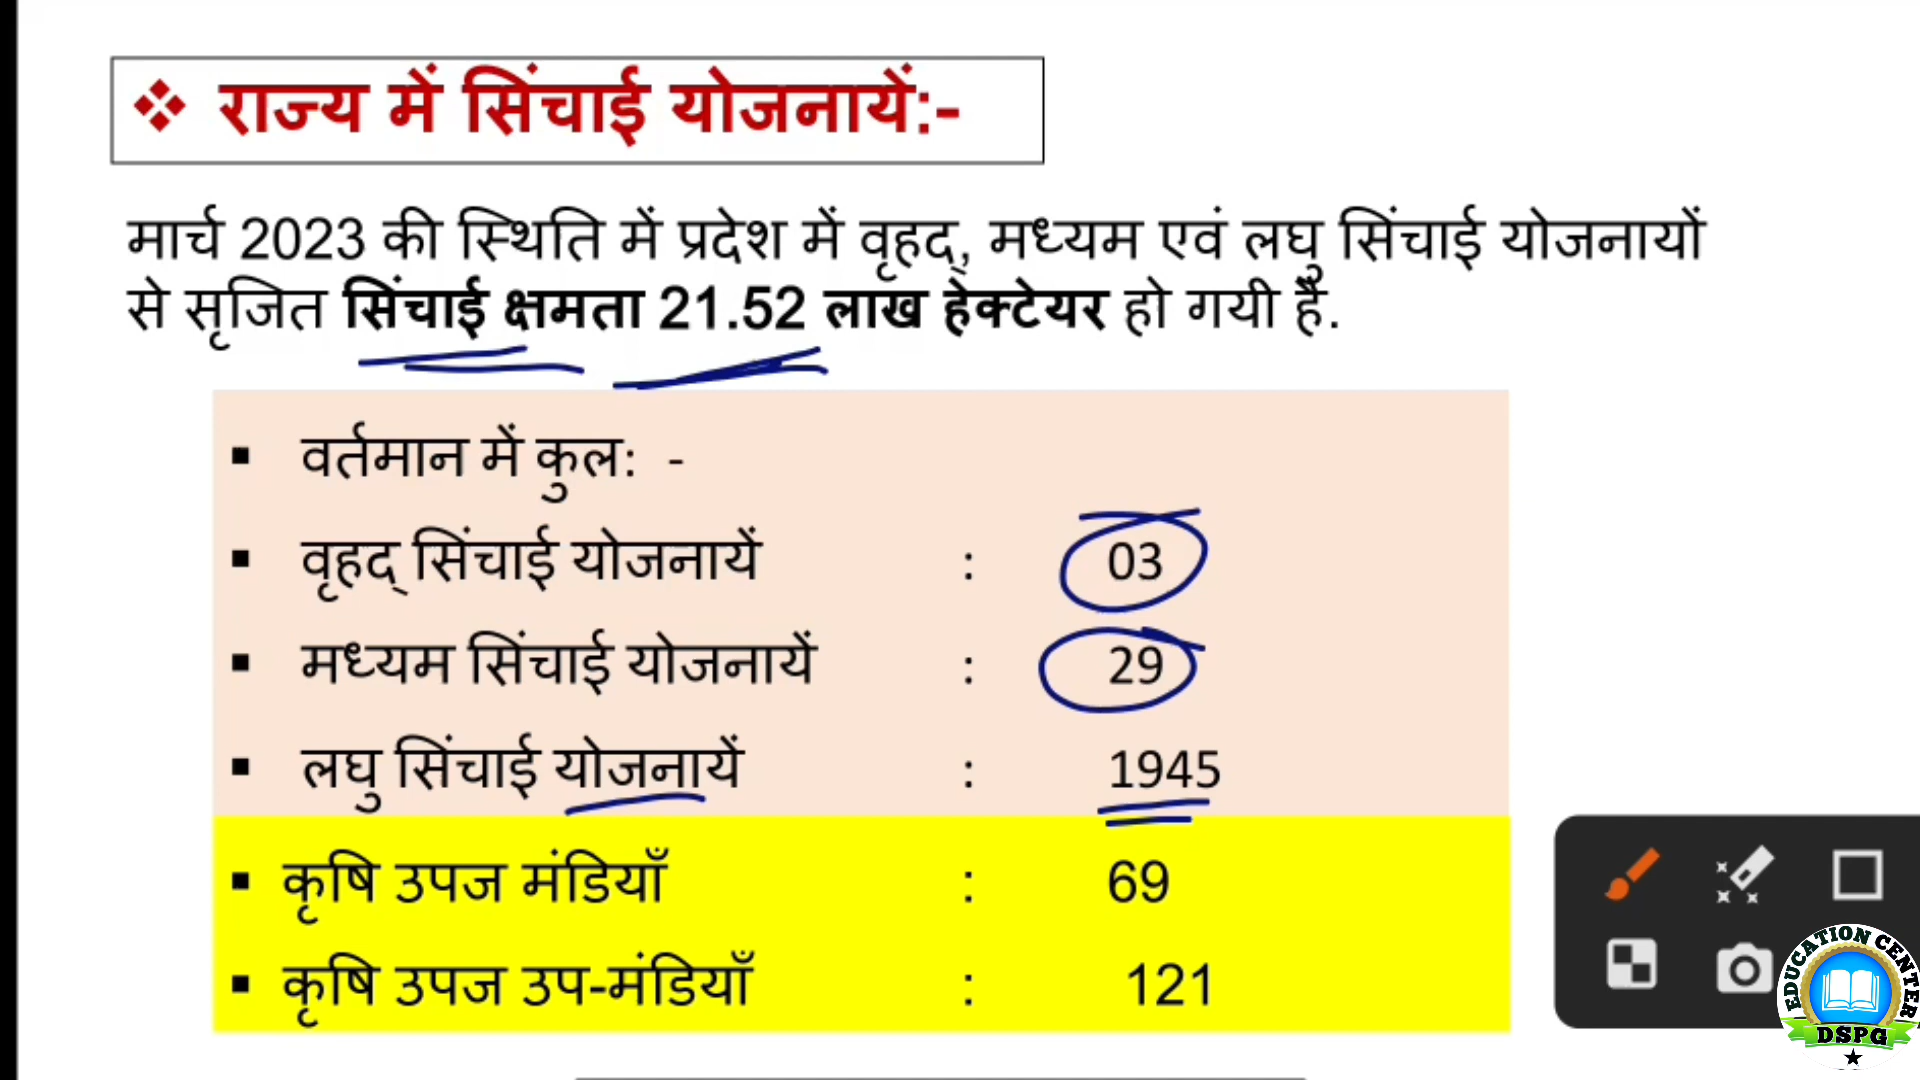 ❖ राज्य में सिंचाई योजनायें:-
मार्च 2023 की स्थिति में प्रदेश में वृहद्, मध्यम एवं लघु सिंचाई योजनायों
से सृजित सिंचाई क्षमता 21.52 लाख हेक्टेयर हो गयी है.
▪ वर्तमान में कुल: -
▪ वृहद् सिंचाई योजनायें : 03
▪ मध्यम सिंचाई योजनायें : 29
▪ लघु सिंचाई योजनायें : 1945
▪ कृषि उपज मंडियाँ : 69
▪ कृषि उपज उप-मंडियाँ : 121
EDUCATION CENTER
DSPG